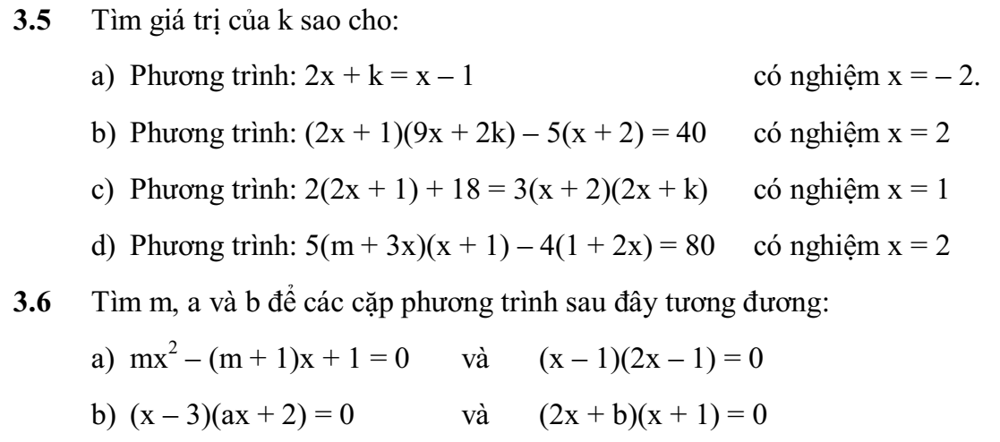 3.5 Tìm giá trị của k sao cho:
a) Phương trình: 2x + k = x – 1 có nghiệm x = – 2.
b) Phương trình: (2x + 1)(9x + 2k) – 5(x + 2) = 40 có nghiệm x = 2
c) Phương trình: 2(2x + 1) + 18 = 3(x + 2)(2x + k) có nghiệm x = 1
d) Phương trình: 5(m + 3x)(x + 1) – 4(1 + 2x) = 80 có nghiệm x = 2
3.6 Tìm m, a và b để các cặp phương trình sau đây tương đương:
a) mx² – (m + 1)x + 1 = 0 và (x – 1)(2x – 1) = 0
b) (x – 3)(ax + 2) = 0 và (2x + b)(x + 1) = 0